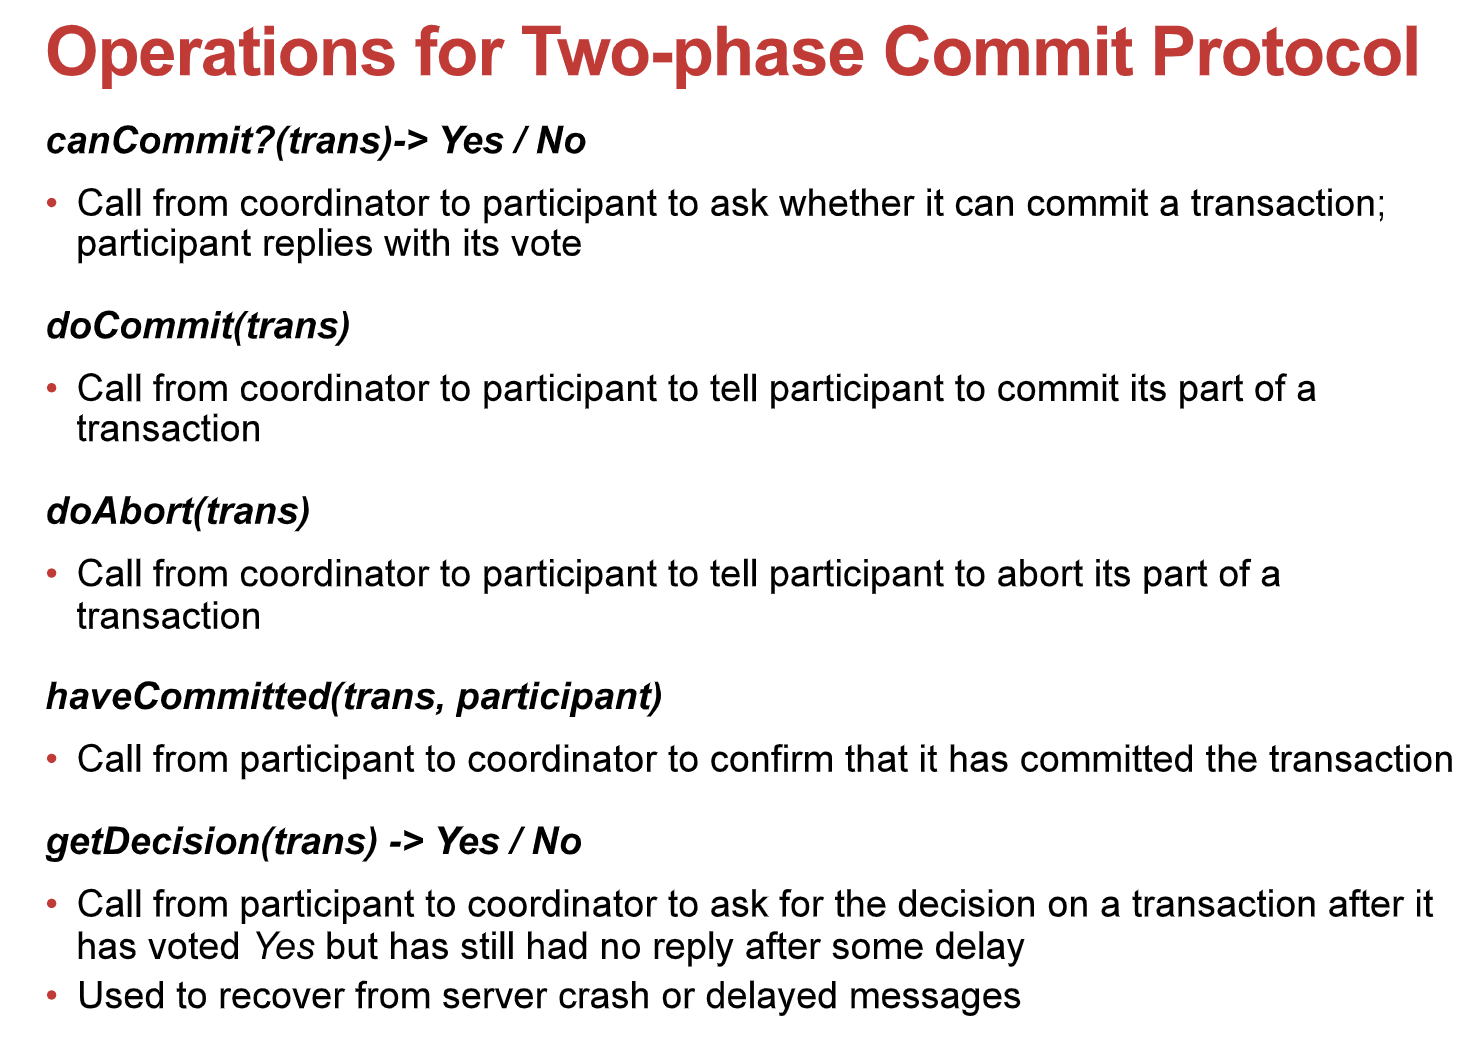 Operations for Two-phase Commit Protocol
canCommit?(trans)-> Yes / No
• Call from coordinator to participant to ask whether it can commit a transaction;
participant replies with its vote
doCommit(trans)
• Call from coordinator to participant to tell participant to commit its part of a
transaction
doAbort(trans)
• Call from coordinator to participant to tell participant to abort its part of a
transaction
haveCommitted(trans, participant)
• Call from participant to coordinator to confirm that it has committed the transaction
getDecision(trans) -> Yes / No
• Call from participant to coordinator to ask for the decision on a transaction after it
has voted Yes but has still had no reply after some delay
• Used to recover from server crash or delayed messages